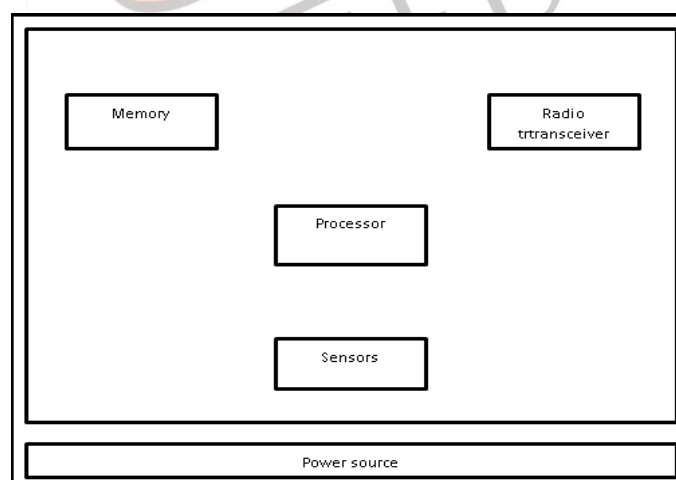 Memory
Radio
trtransceiver
Processor
Sensors
Power source